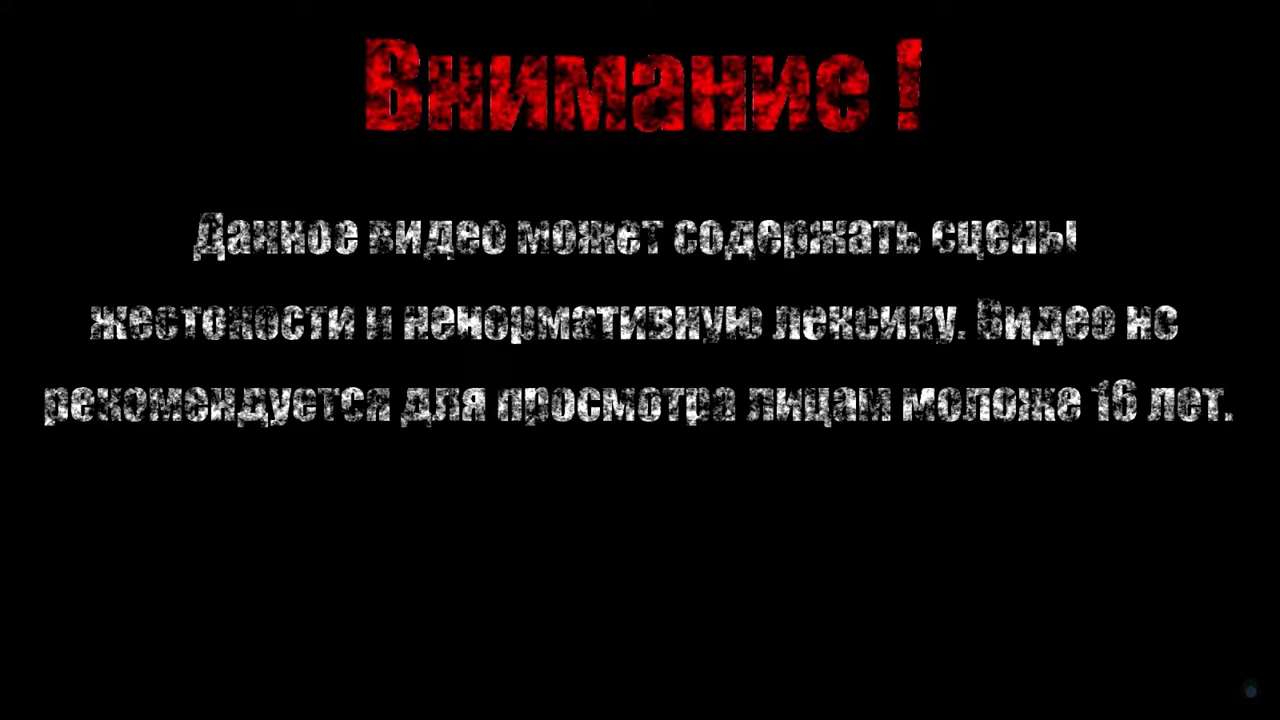 Внимание !
Данное видео может содержать сцены
жестокости и ненормативную лексику. Видео не
рекомендуется для просмотра лицам моложе 16 лет.